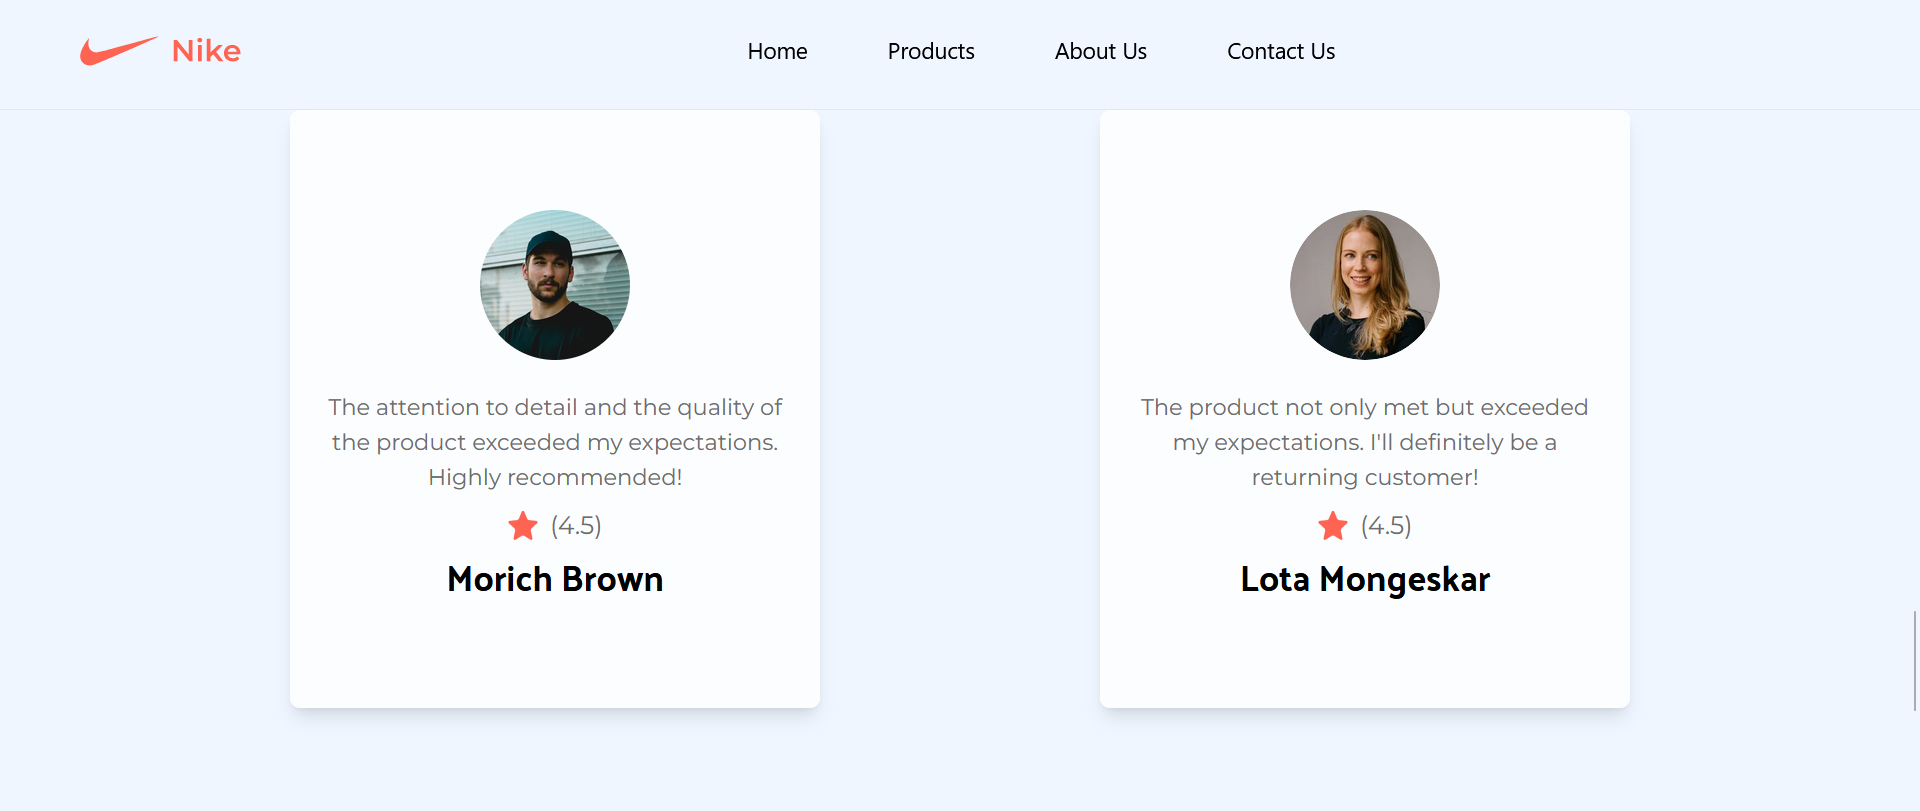 Nike
Home
Products
About Us
Contact Us
The attention to detail and the quality of
the product exceeded my expectations.
Highly recommended!
(4.5)
Morich Brown
The product not only met but exceeded
my expectations. I'll definitely be a
returning customer!
(4.5)
Lota Mongeskar